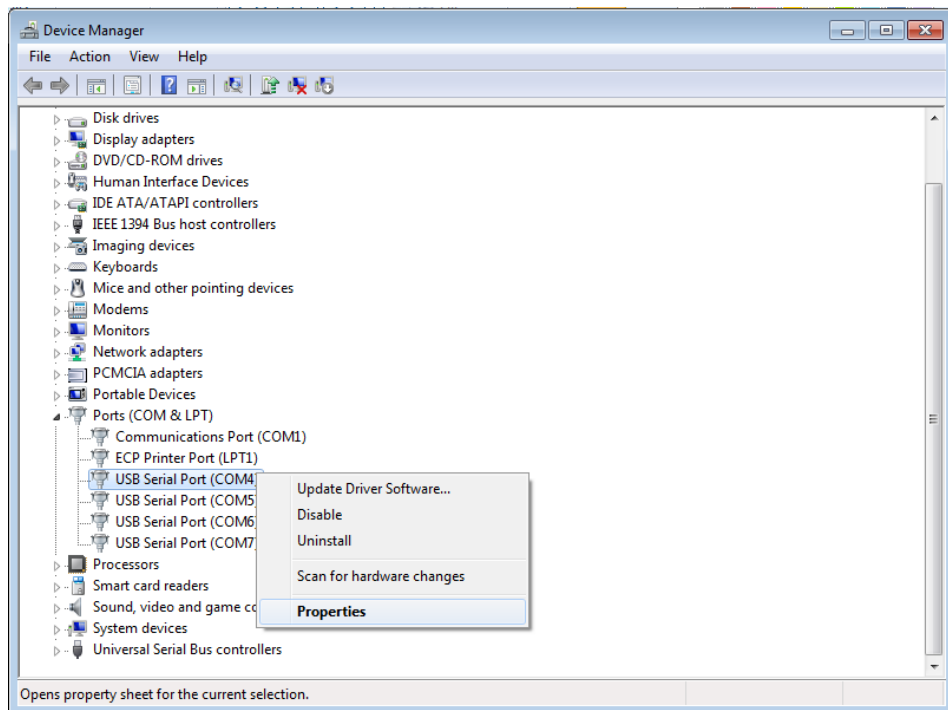 Device Manager
File Action View Help
Disk drives
Display adapters
DVD/CD-ROM drives
Human Interface Devices
IDE ATA/ATAPI controllers
IEEE 1394 Bus host controllers
Imaging devices
Keyboards
Mice and other pointing devices
Modems
Monitors
Network adapters
PCMCIA adapters
Portable Devices
Ports (COM & LPT)
Communications Port (COM1)
ECP Printer Port (LPT1)
USB Serial Port (COM4)
USB Serial Port (COM5
USB Serial Port (COM6
USB Serial Port (COM7
Processors
Smart card readers
Sound, video and game co
System devices
Universal Serial Bus controllers
Update Driver Software...
Disable
Uninstall
Scan for hardware changes
Properties
Opens property sheet for the current selection.